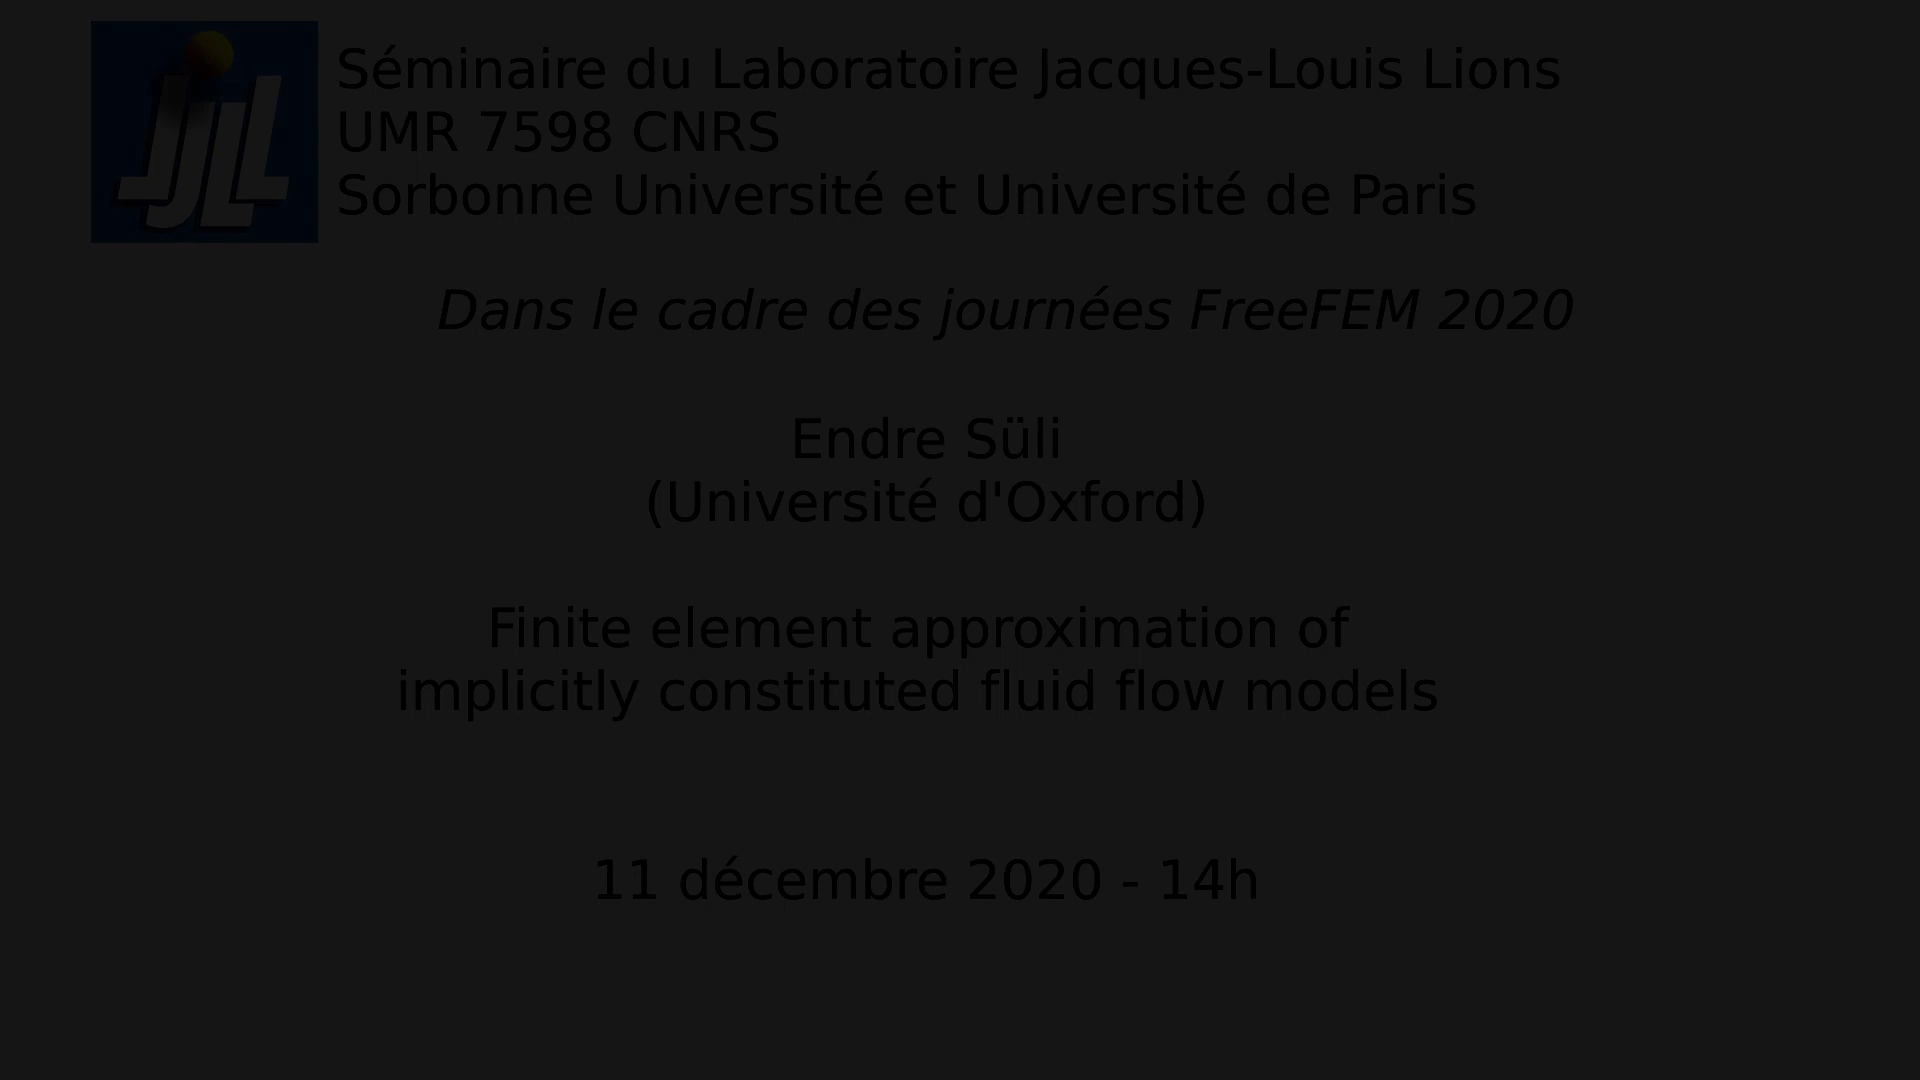 LJLL
Séminaire du Laboratoire Jacques-Louis Lions
UMR 7598 CNRS
Sorbonne Université et Université de Paris
Dans le cadre des journées FreeFEM 2020
Endre Süli
(Université d'Oxford)
Finite element approximation of
implicitly constituted fluid flow models
11 décembre 2020 - 14h